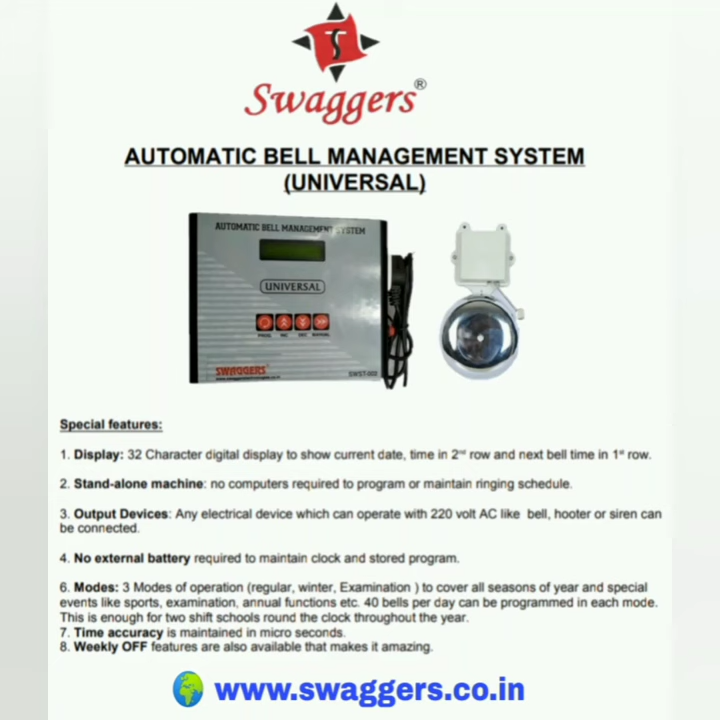 Swaggers®
AUTOMATIC BELL MANAGEMENT SYSTEM
(UNIVERSAL)
AUTOMATIC BELL MANAGEMENT SYSTEM
UNIVERSAL
PROG INC DEC MANUAL
SWAGGERS
SWST-002
Special features:
1. Display: 32 Character digital display to show current date, time in 2nd row and next bell time in 1st row.
2. Stand-alone machine: no computers required to program or maintain ringing schedule.
3. Output Devices: Any electrical device which can operate with 220 volt AC like bell, hooter or siren can
be connected.
4. No external battery required to maintain clock and stored program.
6. Modes: 3 Modes of operation (regular, winter, Examination ) to cover all seasons of year and special
events like sports, examination, annual functions etc. 40 bells per day can be programmed in each mode.
This is enough for two shift schools round the clock throughout the year.
7. Time accuracy is maintained in micro seconds.
8. Weekly OFF features are also available that makes it amazing.
www.swaggers.co.in